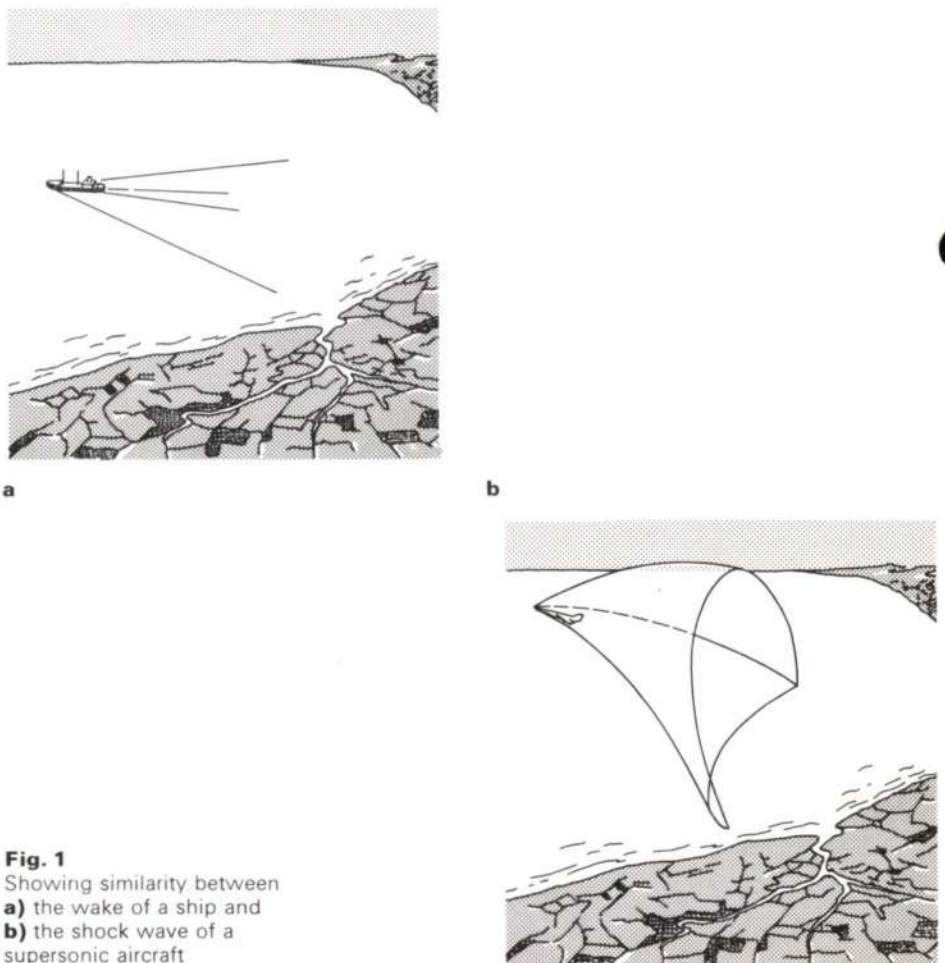 a
b
Fig. 1
Showing similarity between
a) the wake of a ship and
b) the shock wave of a
supersonic aircraft